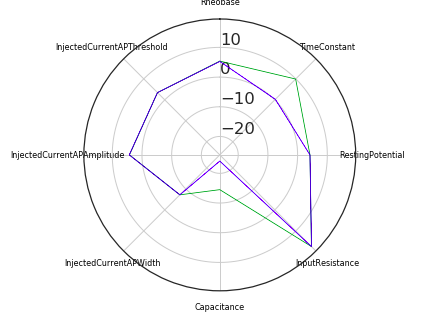 Rheobase
10
InjectedCurrentAPThreshold
TimeConstant
0
−10
−20
InjectedCurrentAPAmplitude
RestingPotential
InjectedCurrentAPWidth
InputResistance
Capacitance